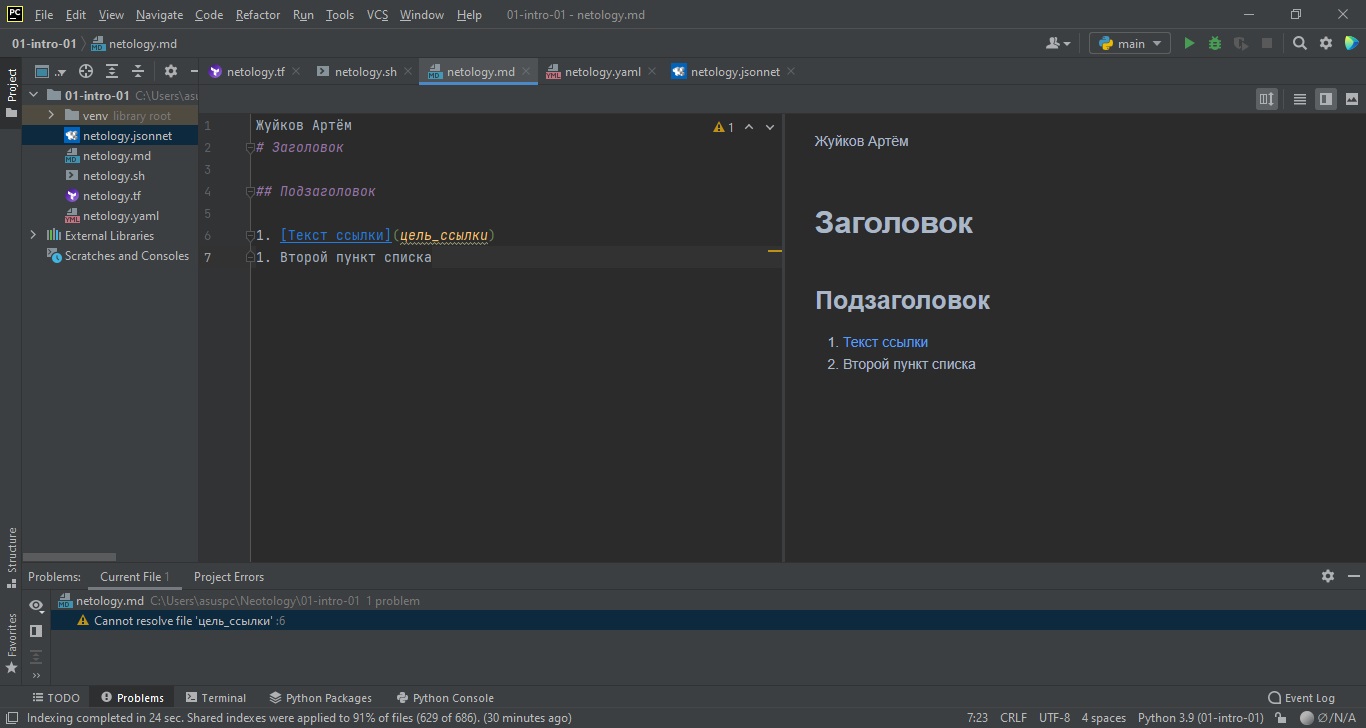 PC File Edit View Navigate Code Refactor Run Tools VCS Window Help 01-intro-01 - netology.md
01-intro-01 netology.md main
Project
netology.tf netology.sh netology.md netology.yaml netology.jsonnet
01-intro-01 C:\Users\asu
venv library root
netology.jsonnet
netology.md
netology.sh
netology.tf
netology.yaml
External Libraries
Scratches and Consoles
1 Жуйков Артём
2 # Заголовок
3
4 ## Подзаголовок
5
6 1. [Текст ссылки](цель_ссылки)
7 1. Второй пункт списка
1
Жуйков Артём
Заголовок
Подзаголовок
1. Текст ссылки
2. Второй пункт списка
Structure
Favorites
Problems: Current File 1 Project Errors
netology.md C:\Users\asuspc\Neotology\01-intro-01 1 problem
Cannot resolve file 'цель_ссылки' :6
TODO Problems Terminal Python Packages Python Console Event Log
Indexing completed in 24 sec. Shared indexes were applied to 91% of files (629 of 686). (30 minutes ago) 7:23 CRLF UTF-8 4 spaces Python 3.9 (01-intro-01) ∅/N/A